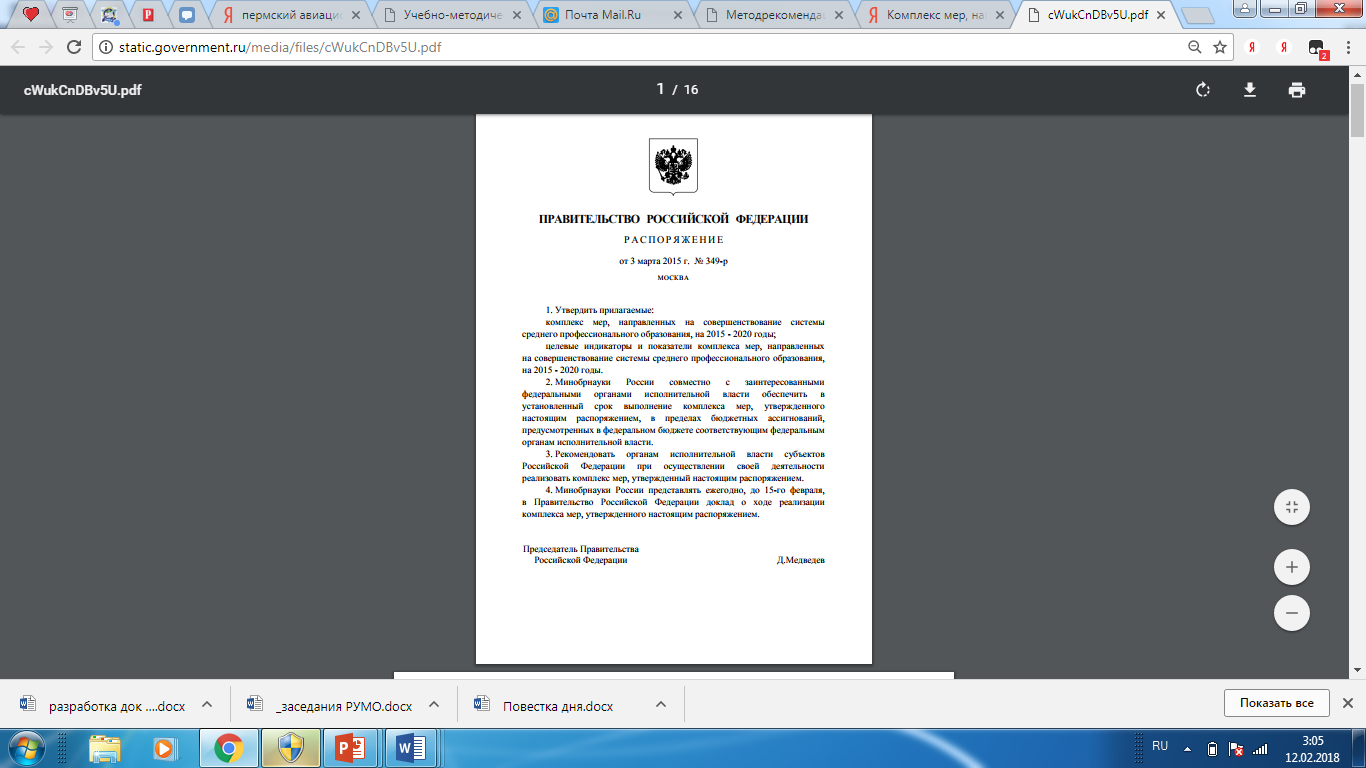 пермский авиаци
Учебно-методиче
Почта Mail.Ru
Методрекоменда
Комплекс мер, на
cWukCnDBv5U.pdf
static.government.ru/media/files/cWukCnDBv5U.pdf
2
cWukCnDBv5U.pdf
1 / 16
ПРАВИТЕЛЬСТВО РОССИЙСКОЙ ФЕДЕРАЦИИ
РАСПОРЯЖЕНИЕ
от 3 марта 2015 г. № 349-р
МОСКВА
1. Утвердить прилагаемые:
комплекс мер, направленных на совершенствование системы
среднего профессионального образования, на 2015 - 2020 годы;
целевые индикаторы и показатели комплекса мер, направленных
на совершенствование системы среднего профессионального образования,
на 2015 - 2020 годы.
2. Минобрнауки России совместно с заинтересованными
федеральными органами исполнительной власти обеспечить в
установленный срок выполнение комплекса мер, утвержденного
настоящим распоряжением, в пределах бюджетных ассигнований,
предусмотренных в федеральном бюджете соответствующим федеральным
органам исполнительной власти.
3. Рекомендовать органам исполнительной власти субъектов
Российской Федерации при осуществлении своей деятельности
реализовать комплекс мер, утвержденный настоящим распоряжением.
4. Минобрнауки России представлять ежегодно, до 15-го февраля,
в Правительство Российской Федерации доклад о ходе реализации
комплекса мер, утвержденного настоящим распоряжением.
Председатель Правительства
Российской Федерации Д.Медведев
разработка док ....docx
_заседания РУМО.docx
Повестка дня.docx
Показать все
RU
3:05
12.02.2018